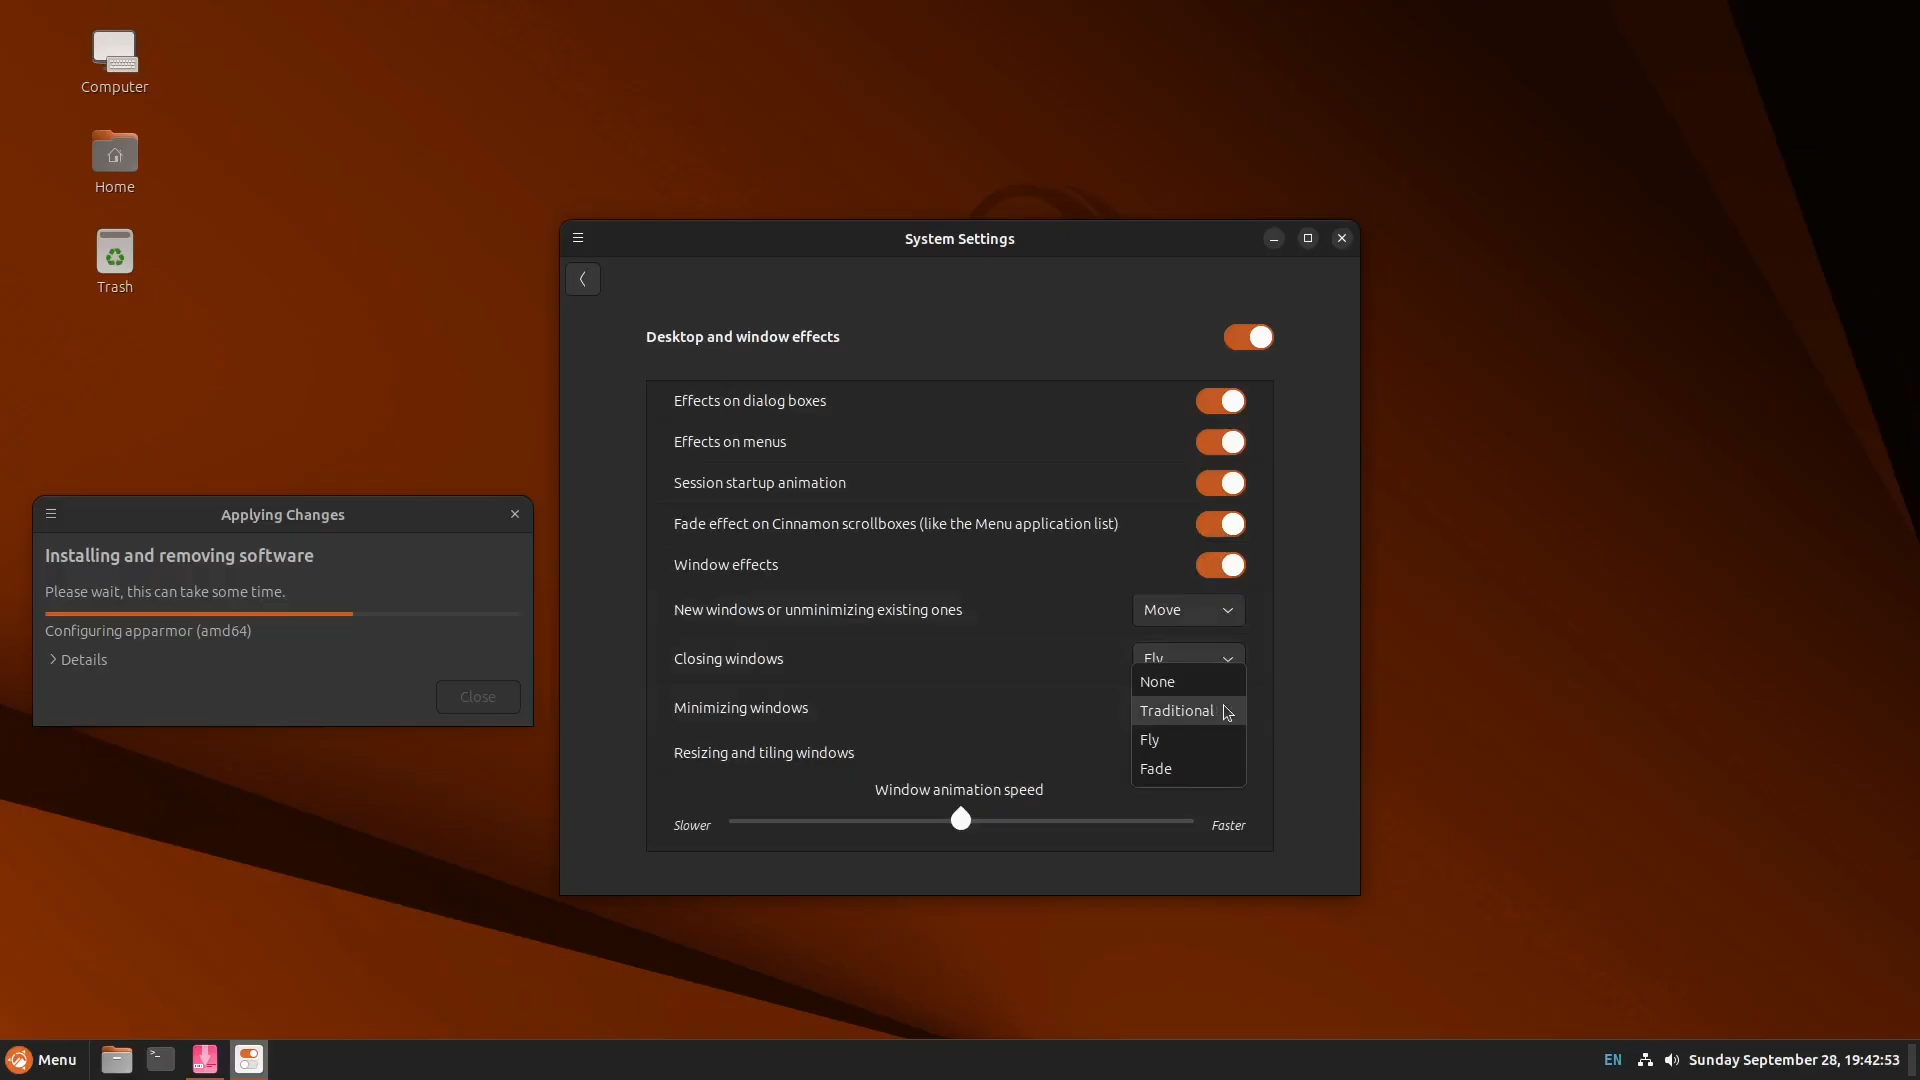 Computer
Home
Trash
System Settings
Desktop and window effects
Effects on dialog boxes
Effects on menus
Session startup animation
Fade effect on Cinnamon scrollboxes (like the Menu application list)
Window effects
New windows or unminimizing existing ones
Move
Closing windows
Fly
None
Minimizing windows
Traditional
Fly
Resizing and tiling windows
Fade
Window animation speed
Slower
Faster
Applying Changes
Installing and removing software
Please wait, this can take some time.
Configuring apparmor (amd64)
Details
Close
Menu
EN
Sunday September 28, 19:42:53